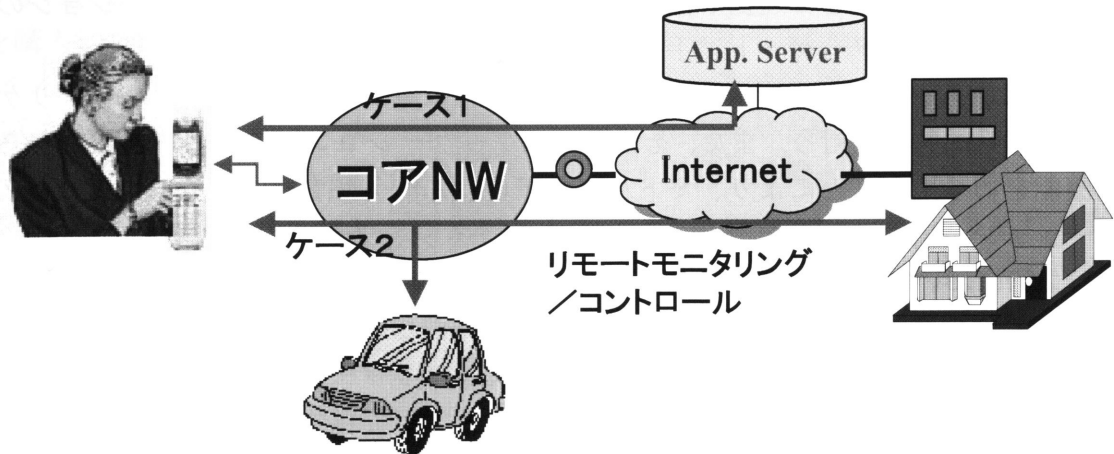 App. Server
ケース1
コアNW
Internet
ケース2
リモートモニタリング
／コントロール